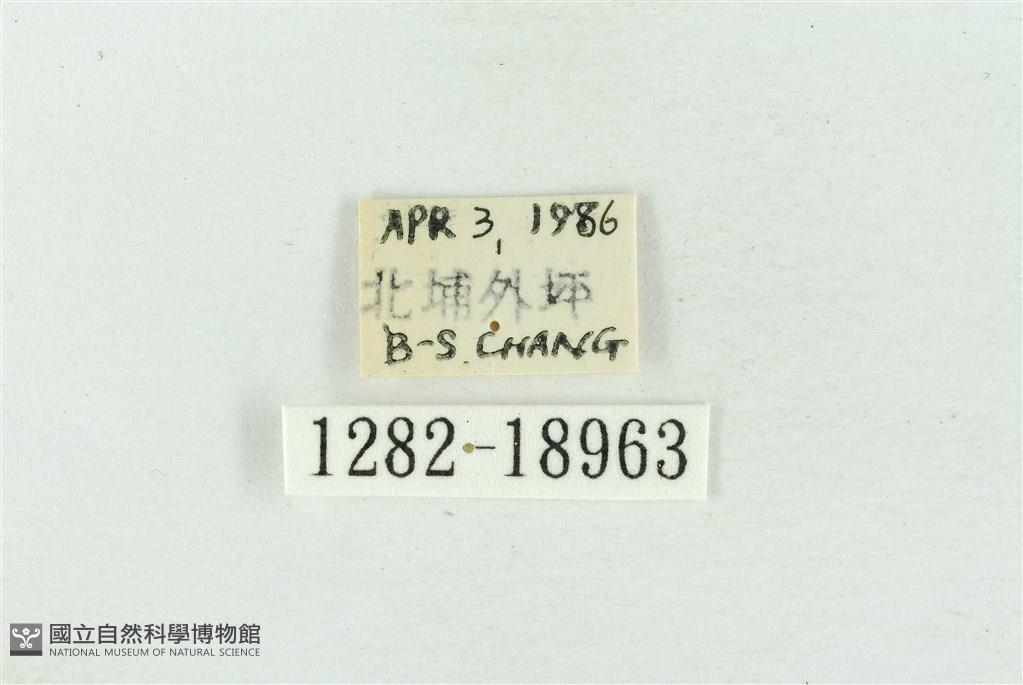 APR 3, 1986
北埔外坪
B-S. CHANG
1282-18963
國立自然科學博物館
NATIONAL MUSEUM OF NATURAL SCIENCE